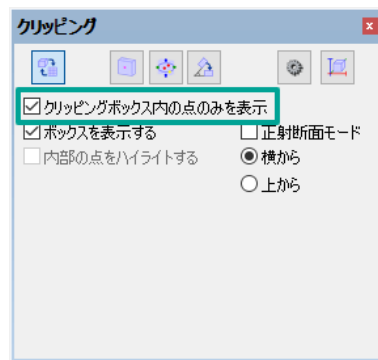 クリッピング
クリッピングボックス内の点のみを表示
ボックスを表示する
正射断面モード
内部の点をハイライトする
横から
上から